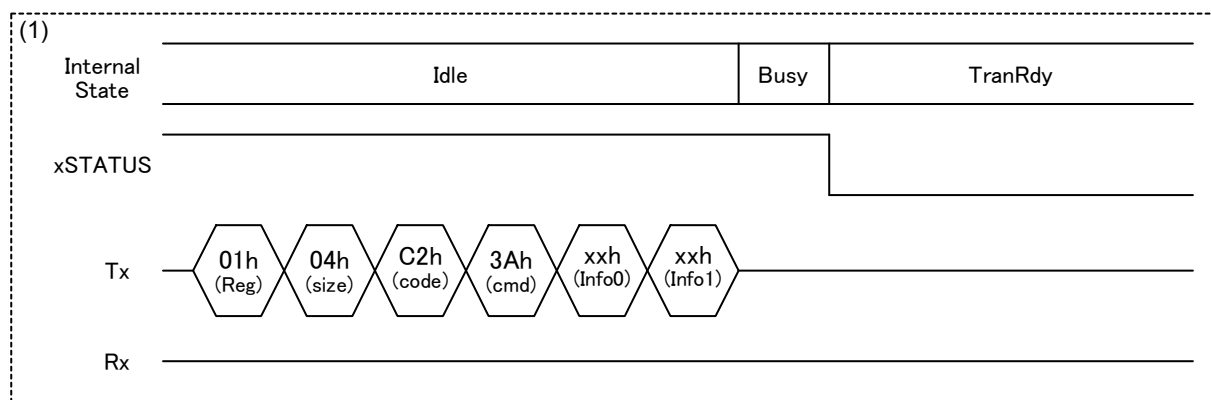 (1)
Internal
State
Idle
Busy
TranRdy
xSTATUS
Tx
01h
(Reg)
04h
(size)
C2h
(code)
3Ah
(cmd)
xxh
(Info0)
xxh
(Info1)
Rx